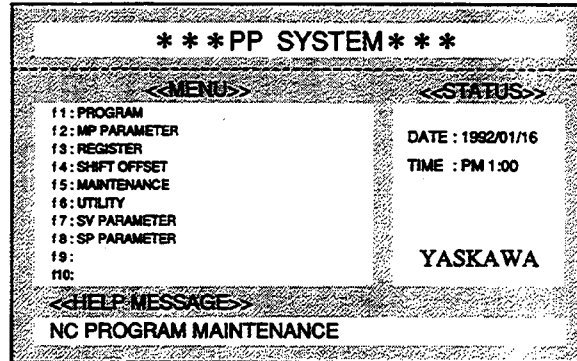 ***PP SYSTEM***
<<MENU>>
f1: PROGRAM
f2: MP PARAMETER
f3: REGISTER
f4: SHIFT OFFSET
f5: MAINTENANCE
f6: UTILITY
f7: SV PARAMETER
f8: SP PARAMETER
f9:
f10:
<<STATUS>>
DATE : 1992/01/16
TIME : PM 1:00
YASKAWA
<<HELP MESSAGE>>
NC PROGRAM MAINTENANCE